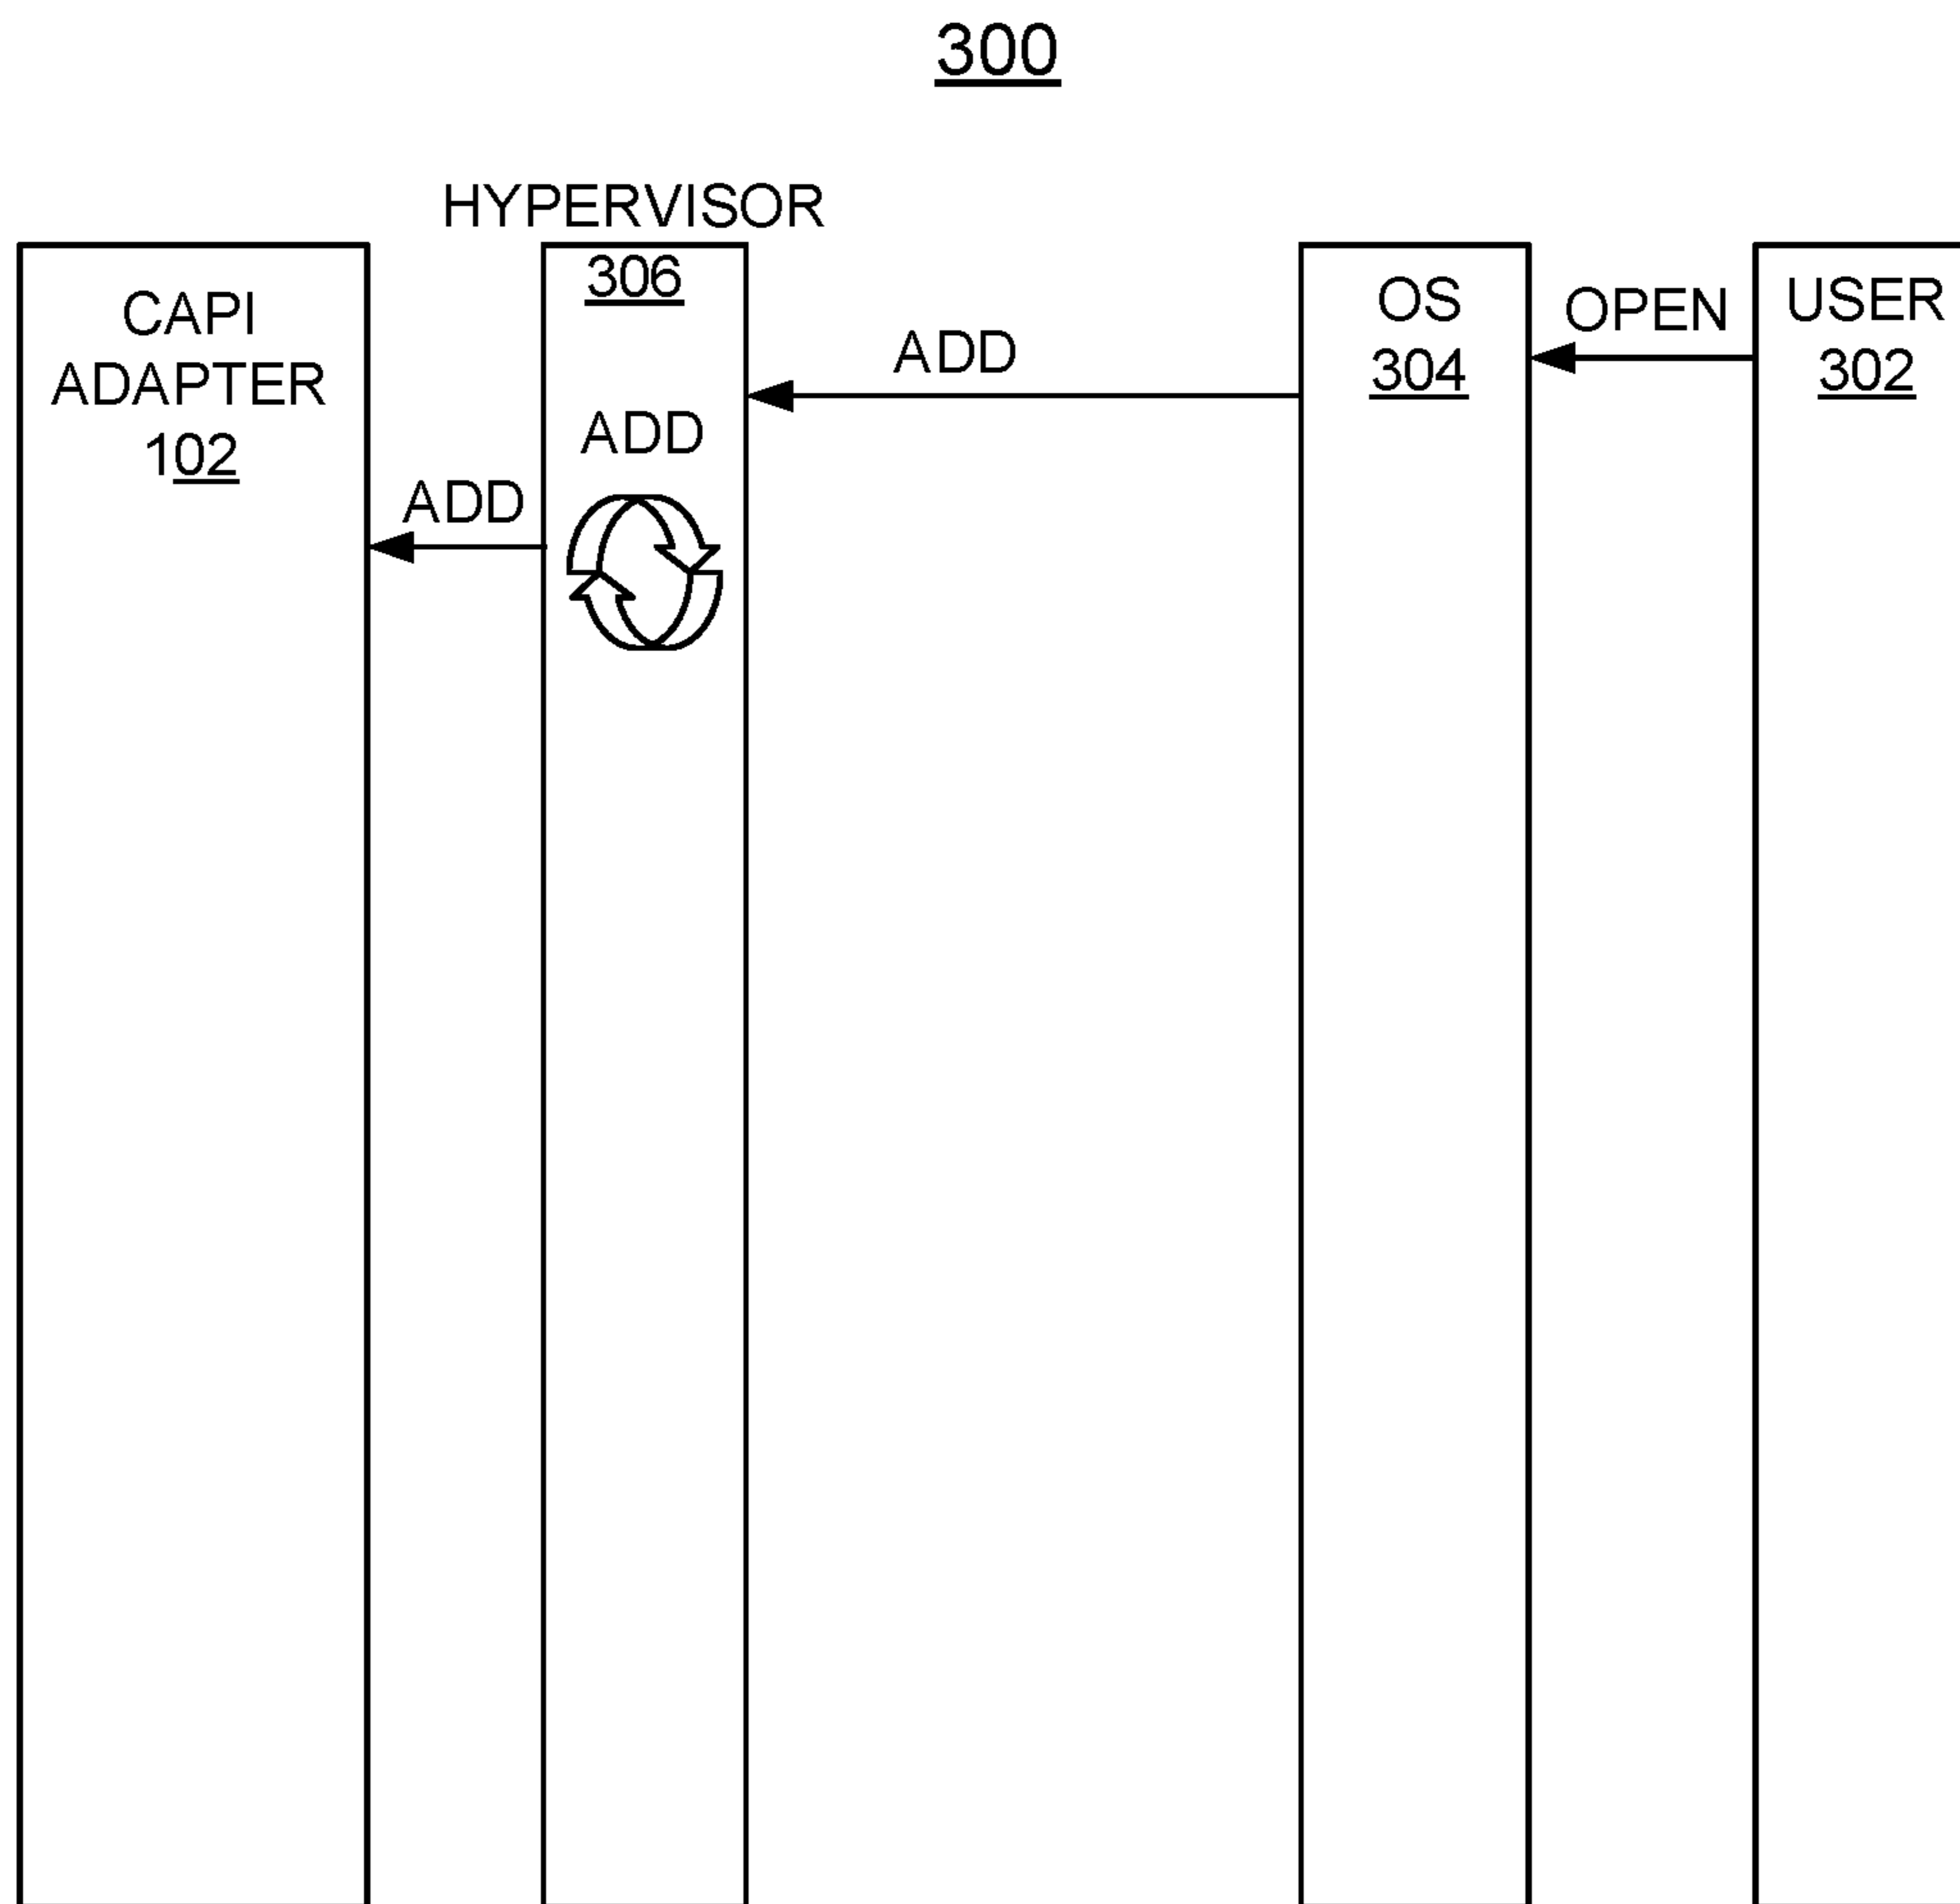 300
HYPERVISOR
306
CAPI
ADAPTER
102
OS
304
OPEN
USER
302
ADD
ADD
ADD